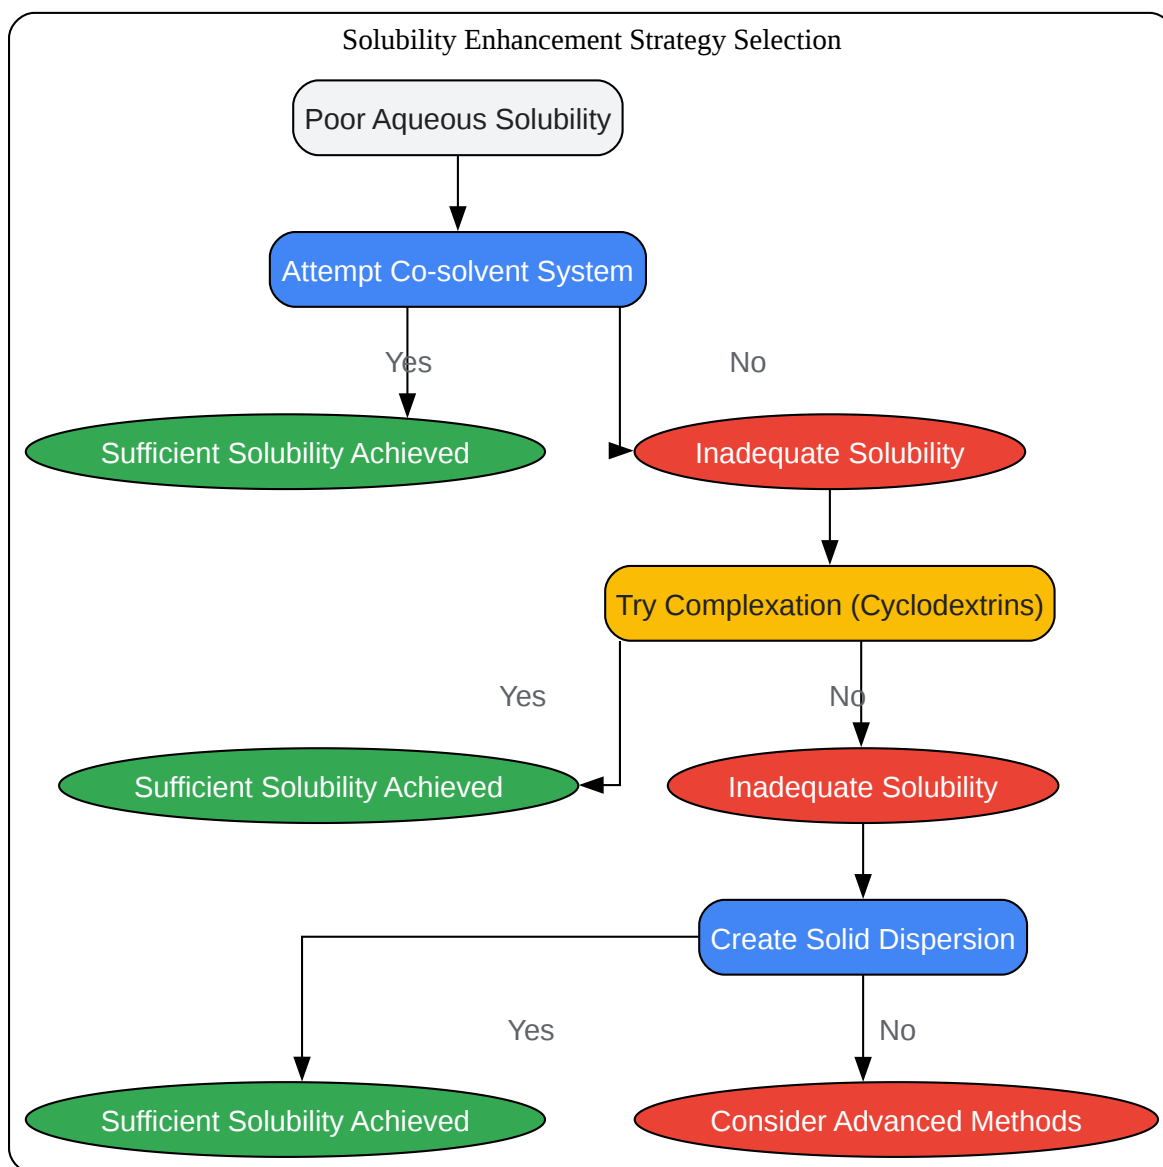 Solubility Enhancement Strategy Selection
Poor Aqueous Solubility
Attempt Co-solvent System
Yes
No
Sufficient Solubility Achieved
Inadequate Solubility
Try Complexation (Cyclodextrins)
Yes
No
Sufficient Solubility Achieved
Inadequate Solubility
Create Solid Dispersion
Yes
No
Sufficient Solubility Achieved
Consider Advanced Methods